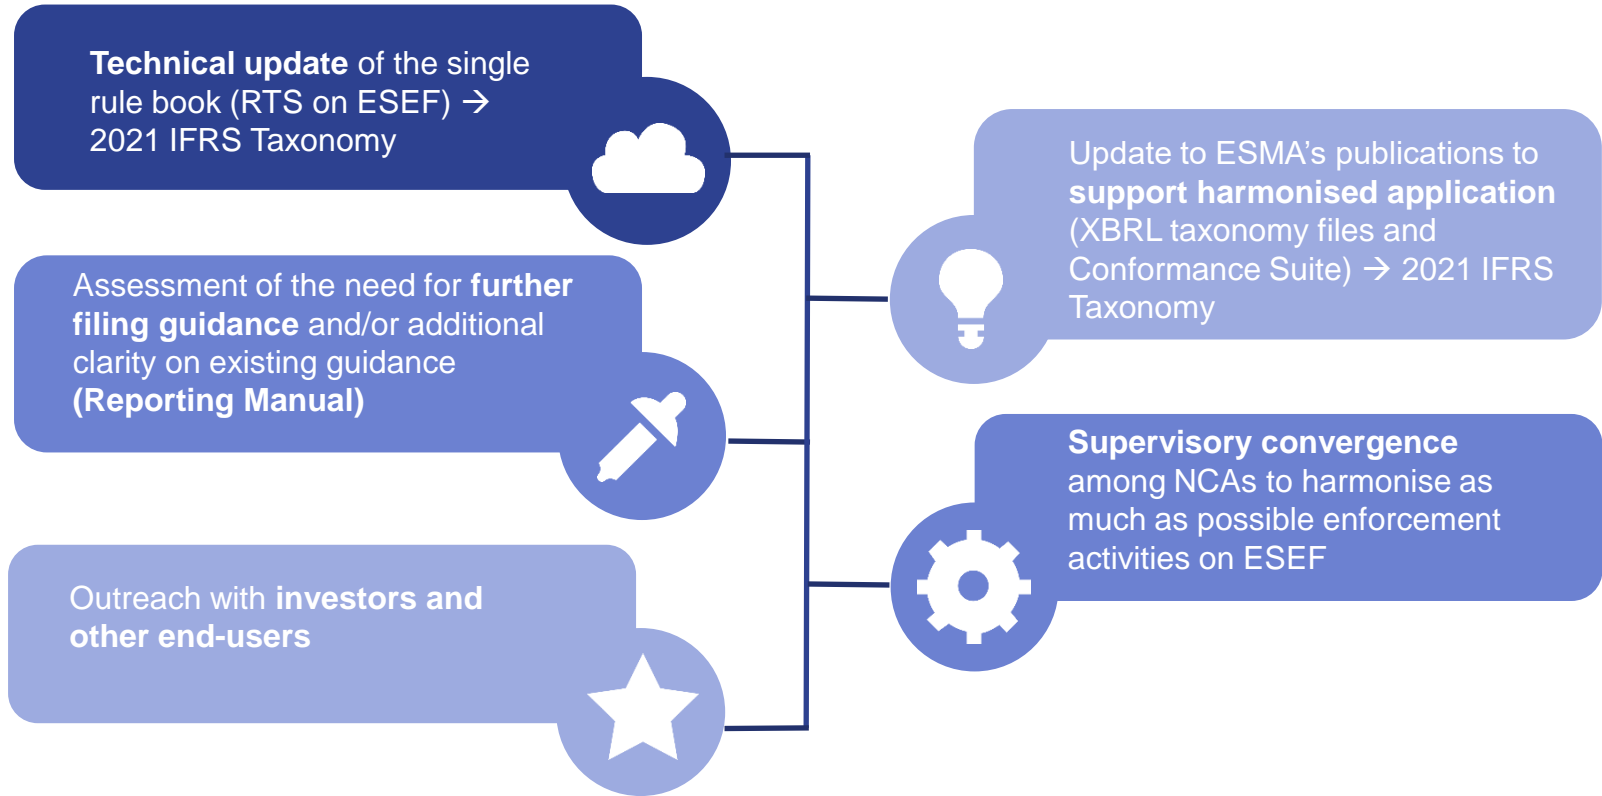 Technical update of the single
rule book (RTS on ESEF) →
2021 IFRS Taxonomy
Update to ESMA’s publications to
support harmonised application
(XBRL taxonomy files and
Conformance Suite) → 2021 IFRS
Taxonomy
Assessment of the need for further
filing guidance and/or additional
clarity on existing guidance
(Reporting Manual)
Supervisory convergence
among NCAs to harmonise as
much as possible enforcement
activities on ESEF
Outreach with investors and
other end-users